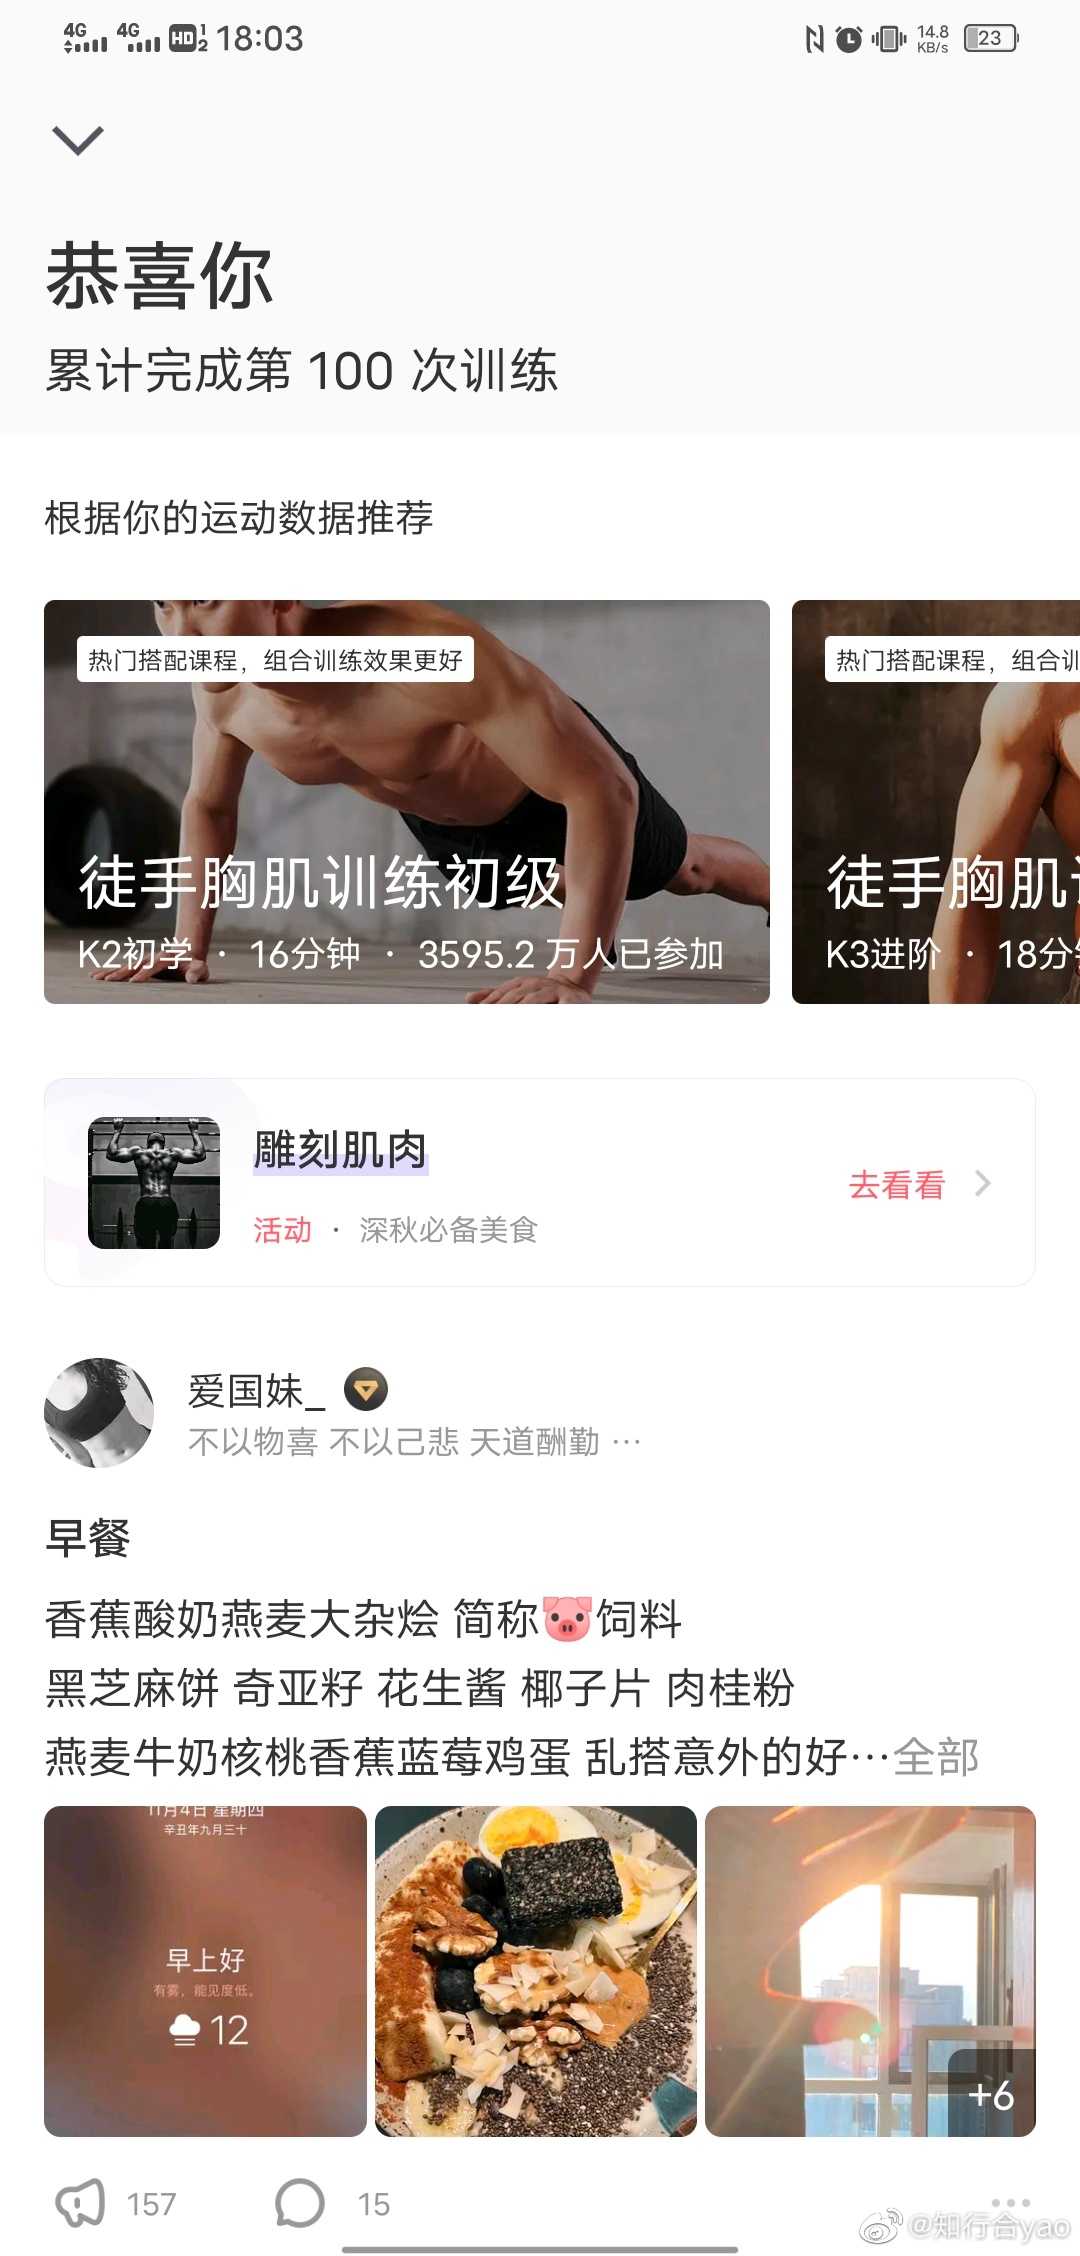 4G 4G HD 1 2 18:03 14.8 KB/s 23
恭喜你
累计完成第 100 次训练
根据你的运动数据推荐
热门搭配课程，组合训练效果更好
徒手胸肌训练初级
K2初学 · 16分钟 · 3595.2 万人已参加
热门搭配课程，组合训
徒手胸肌
K3进阶 · 18分
雕刻肌肉
活动 · 深秋必备美食
去看看
爱国妹_
不以物喜 不以己悲 天道酬勤 ···
早餐
香蕉酸奶燕麦大杂烩 简称🐷饲料
黑芝麻饼 奇亚籽 花生酱 椰子片 肉桂粉
燕麦牛奶核桃香蕉蓝莓鸡蛋 乱搭意外的好···全部
11月4日 星期四
辛丑年九月三十
早上好
有雾，能见度低。
12
+6
157
15
@知行合yao